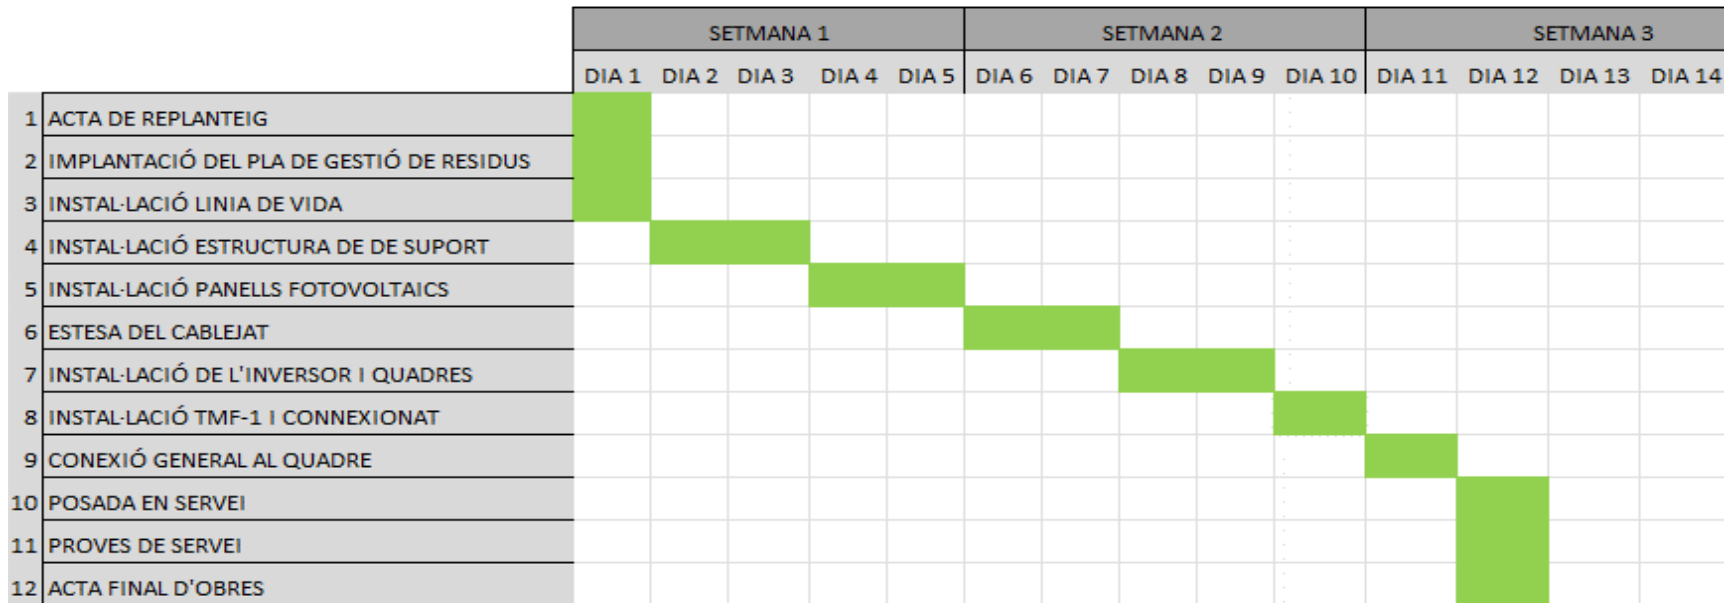 SETMANA 1 SETMANA 2 SETMANA 3
DIA 1 DIA 2 DIA 3 DIA 4 DIA 5 DIA 6 DIA 7 DIA 8 DIA 9 DIA 10 DIA 11 DIA 12 DIA 13 DIA 14
1 ACTA DE REPLANTEIG
2 IMPLANTACIÓ DEL PLA DE GESTIÓ DE RESIDUS
3 INSTAL·LACIÓ LINIA DE VIDA
4 INSTAL·LACIÓ ESTRUCTURA DE DE SUPORT
5 INSTAL·LACIÓ PANELLS FOTOVOLTAICS
6 ESTESA DEL CABLEJAT
7 INSTAL·LACIÓ DE L'INVERSOR I QUADRES
8 INSTAL·LACIÓ TMF-1 I CONNEXIONAT
9 CONEXIÓ GENERAL AL QUADRE
10 POSADA EN SERVEI
11 PROVES DE SERVEI
12 ACTA FINAL D'OBRES